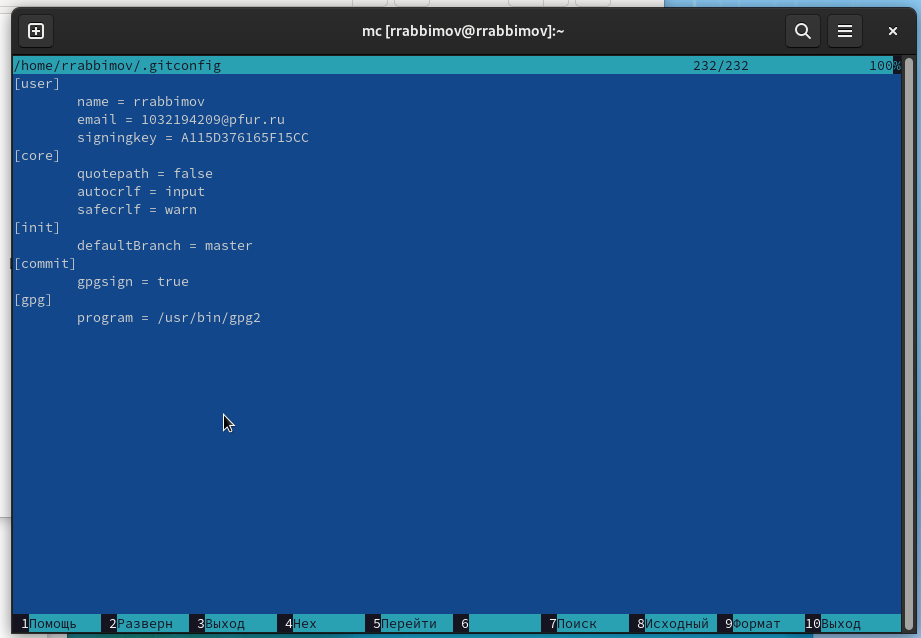 mc [rrabbimov@rrabbimov]:~
/home/rrabbimov/.gitconfig 232/232 100%
[user]
name = rrabbimov
email = 1032194209@pfur.ru
signingkey = A115D376165F15CC
[core]
quotepath = false
autocrlf = input
safecrlf = warn
[init]
defaultBranch = master
[commit]
gpgsign = true
[gpg]
program = /usr/bin/gpg2
1Помощь 2Разверн 3Выход 4Hex 5Перейти 6 7Поиск 8Исходный 9Формат 10Выход